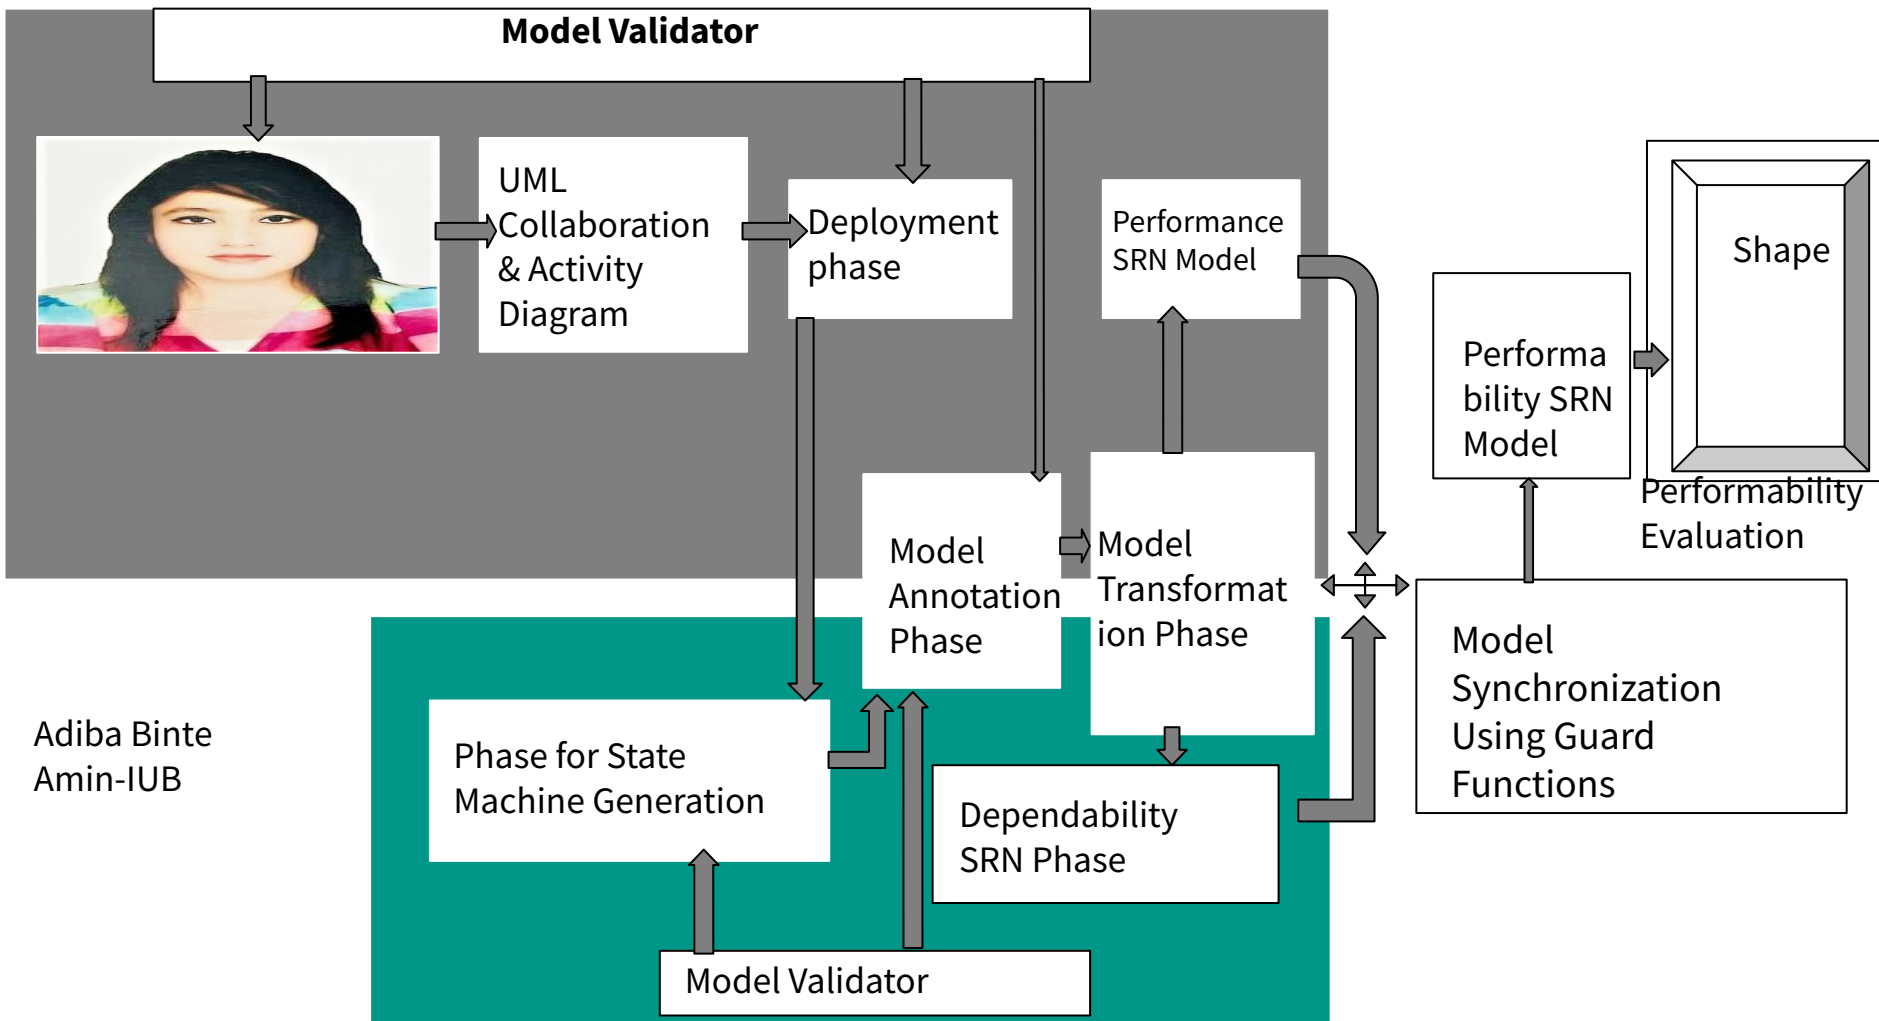 Model Validator
UML
Collaboration
& Activity
Diagram
Deployment
phase
Performance
SRN Model
Shape
Performa
bility SRN
Model
Performability
Evaluation
Model
Annotation
Phase
Model
Transformat
ion Phase
Model
Synchronization
Using Guard
Functions
Adiba Binte
Amin-IUB
Phase for State
Machine Generation
Dependability
SRN Phase
Model Validator